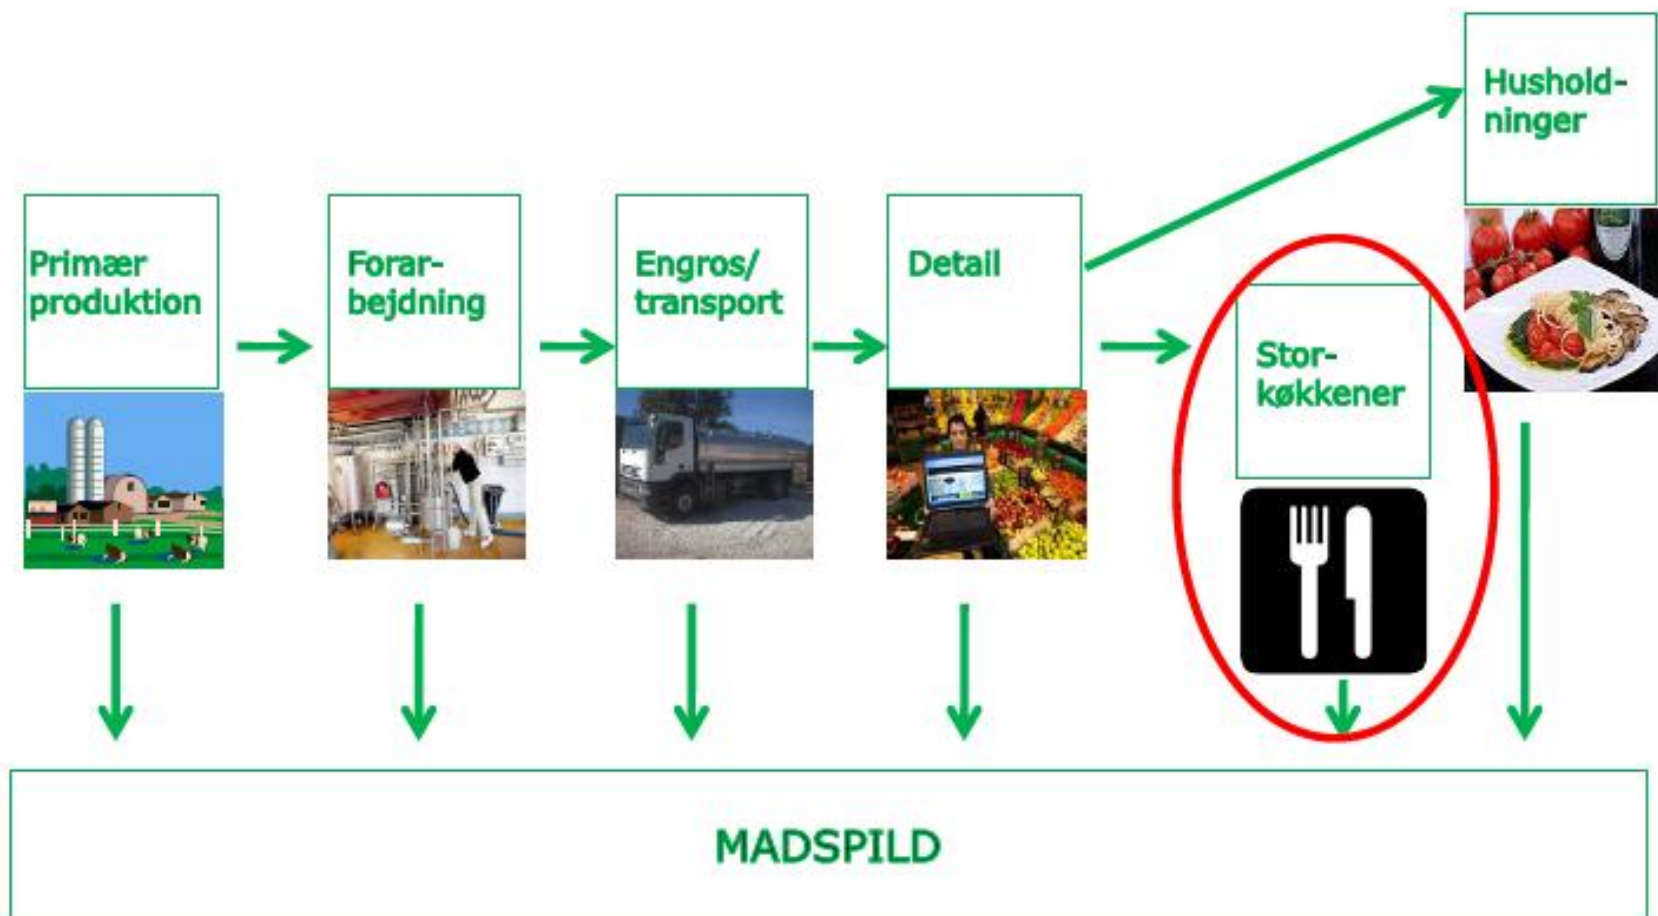 Primær
produktion
Forar-
bejdning
Engros/
transport
Detail
Stor-
køkkener
Hushold-
ninger
MADSPILD